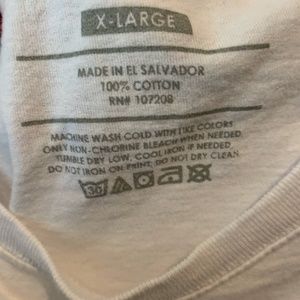 X-LARGE
MADE IN EL SALVADOR
100% COTTON
RN# 107208
MACHINE WASH COLD WITH LIKE COLORS
ONLY NON-CHLORINE BLEACH WHEN NEEDED
TUMBLE DRY LOW, COOL IRON IF NEEDED,
DO NOT IRON ON PRINT, DO NOT DRY CLEAN
30